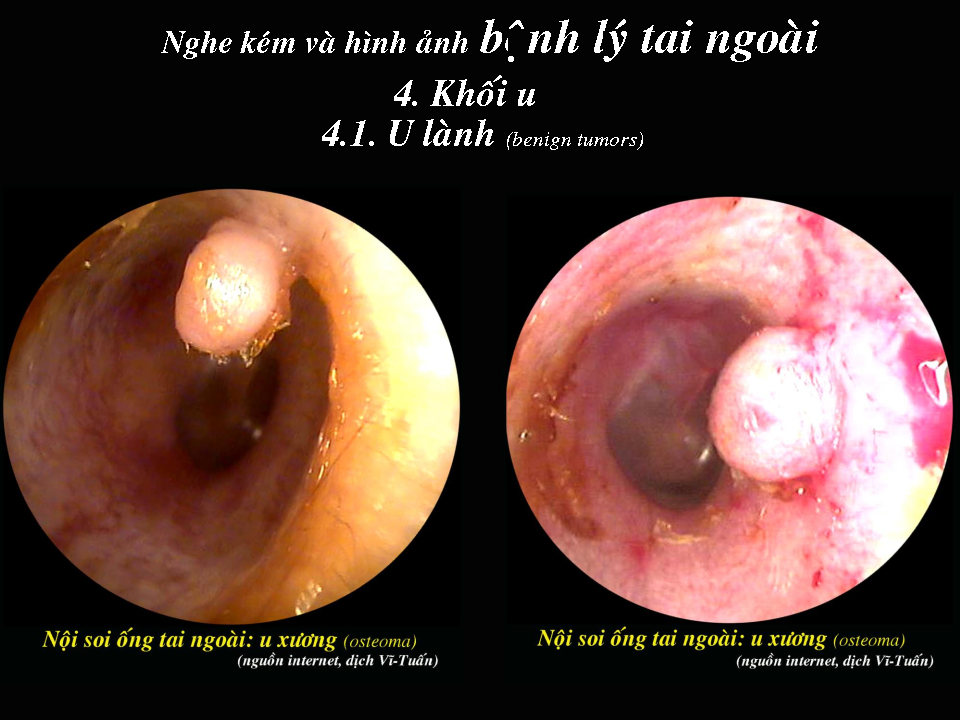 Nghe kém và hình ảnh bệnh lý tai ngoài
4. Khối u
4.1. U lành (benign tumors)
Nội soi ống tai ngoài: u xương (osteoma)
(nguồn internet, dịch Vĩ-Tuấn)
Nội soi ống tai ngoài: u xương (osteoma)
(nguồn internet, dịch Vĩ-Tuấn)